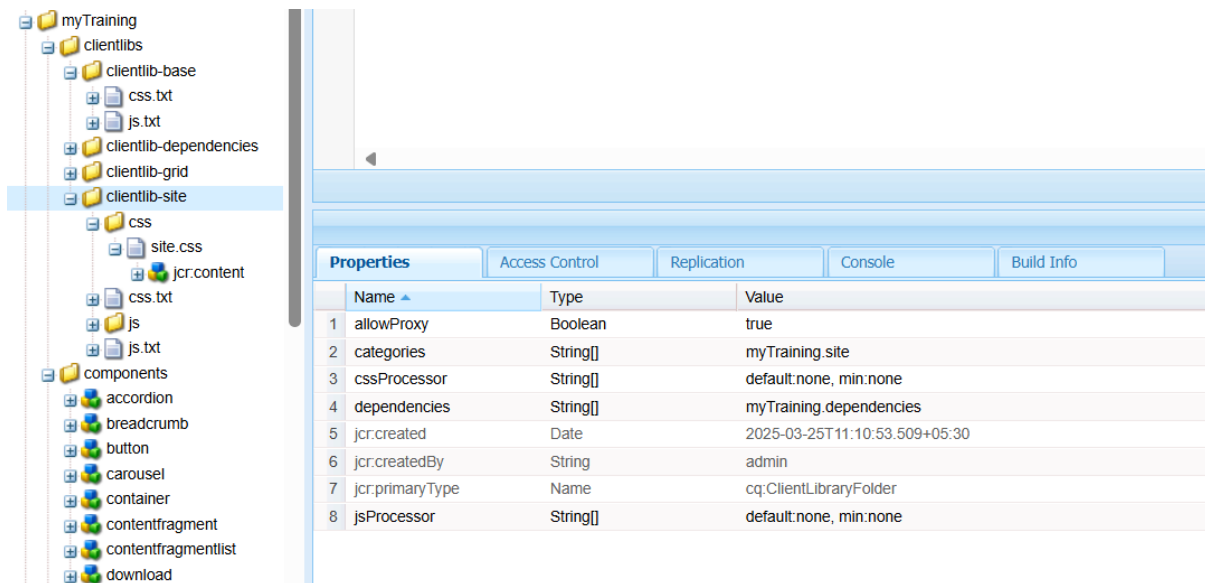 myTraining
clientlibs
clientlib-base
css.txt
js.txt
clientlib-dependencies
clientlib-grid
clientlib-site
css
site.css
jcr:content
css.txt
js
js.txt
components
accordion
breadcrumb
button
carousel
container
contentfragment
contentfragmentlist
download
Properties Access Control Replication Console Build Info
Name Type Value
1 allowProxy Boolean true
2 categories String[] myTraining.site
3 cssProcessor String[] default:none, min:none
4 dependencies String[] myTraining.dependencies
5 jcr:created Date 2025-03-25T11:10:53.509+05:30
6 jcr:createdBy String admin
7 jcr:primaryType Name cq:ClientLibraryFolder
8 jsProcessor String[] default:none, min:none